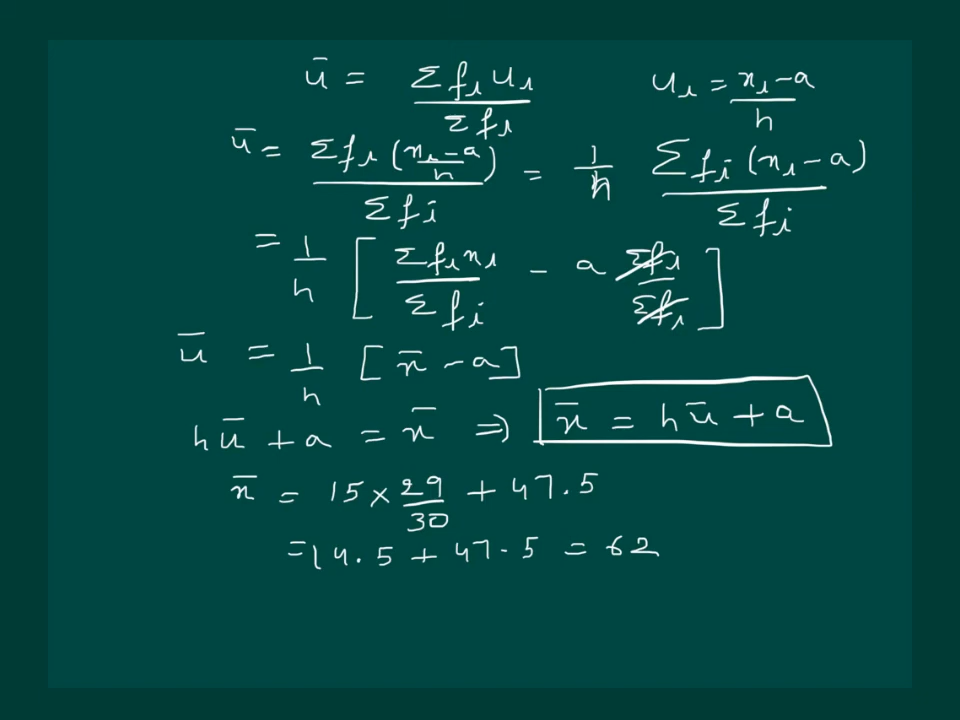 ū = Σfᵢuᵢ / Σfᵢ    uᵢ = xᵢ-a / h
ū = Σfᵢ(xᵢ-a / h) / Σfᵢ = 1/h Σfᵢ(xᵢ-a) / Σfᵢ
= 1/h [Σfᵢxᵢ / Σfᵢ - a Σfᵢ / Σfᵢ]
ū = 1/h [x̄ - a]
hū + a = x̄ ⇒ x̄ = hū + a
x̄ = 15 × 29/30 + 47.5
= 14.5 + 47.5 = 62